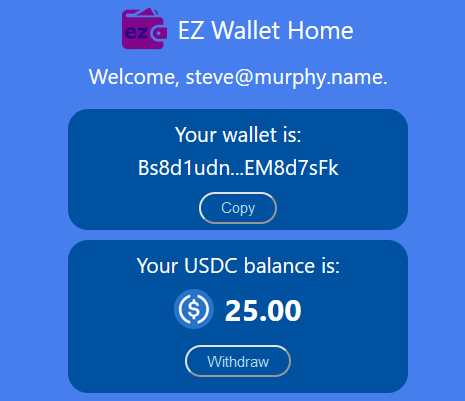 ez
EZ Wallet Home
Welcome, steve@murphy.name.
Your wallet is:
Bs8d1udn...EM8d7sFk
Copy
Your USDC balance is:
$ 25.00
Withdraw